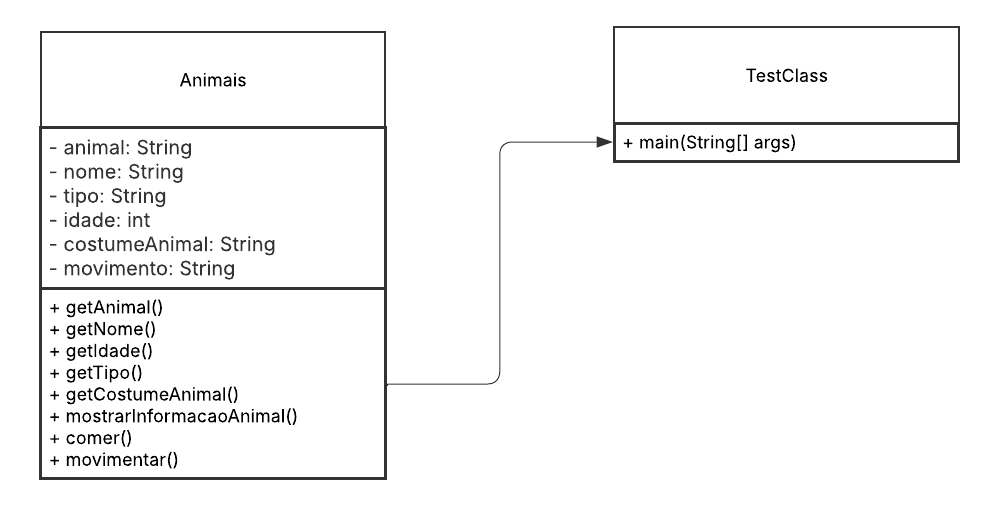 Animais
- animal: String
- nome: String
- tipo: String
- idade: int
- costumeAnimal: String
- movimento: String
+ getAnimal()
+ getNome()
+ getIdade()
+ getTipo()
+ getCostumeAnimal()
+ mostrarInformacaoAnimal()
+ comer()
+ movimentar()
TestClass
+ main(String[] args)